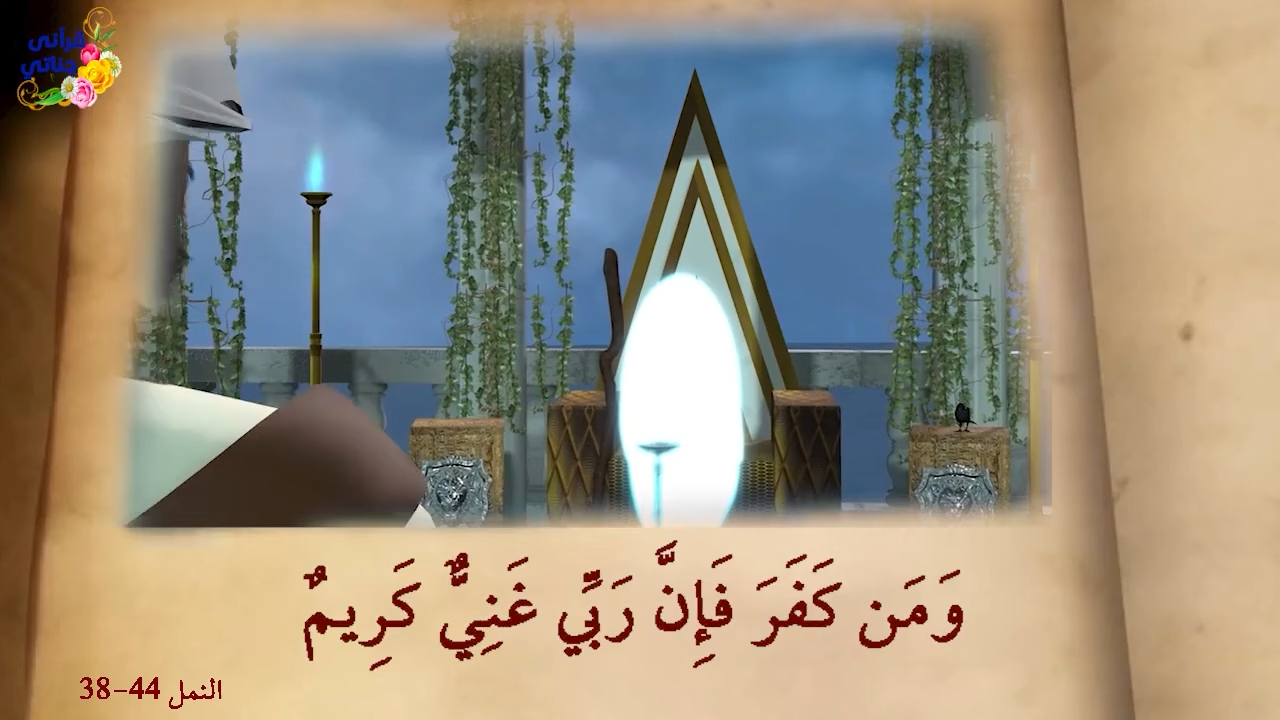 قرآني
جناتي
وَمَن كَفَرَ فَإِنَّ رَبِّي غَنِيٌّ كَرِيمٌ
النمل 44-38